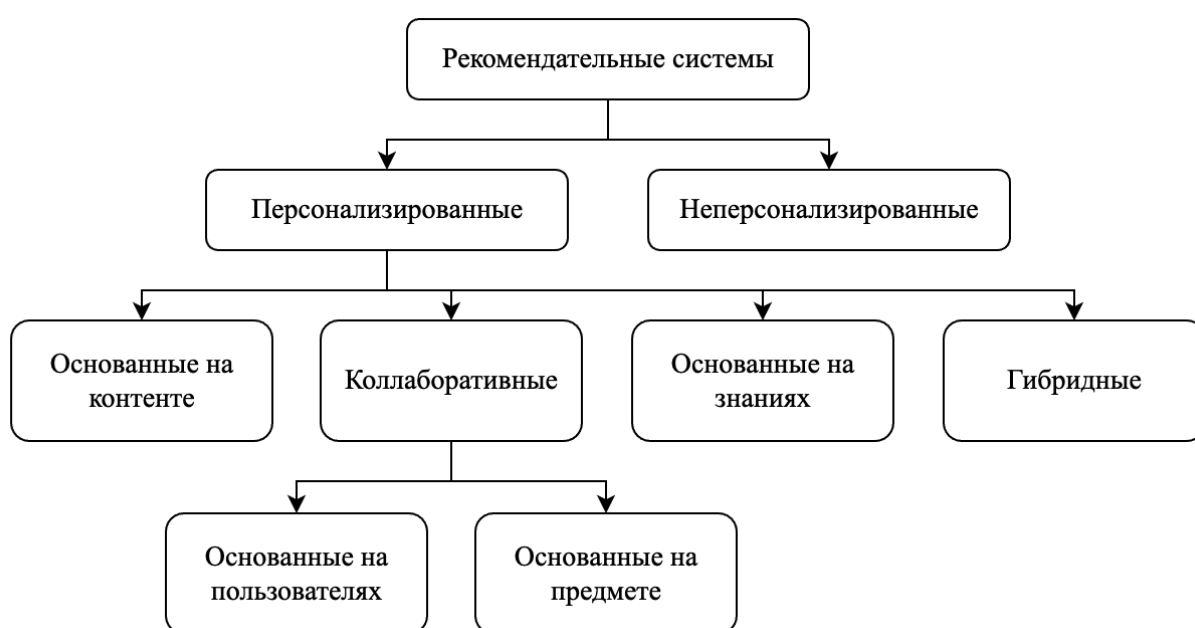 Рекомендательные системы
Персонализированные
Неперсонализированные
Основанные на
контенте
Коллаборативные
Основанные на
знаниях
Гибридные
Основанные на
пользователях
Основанные на
предмете